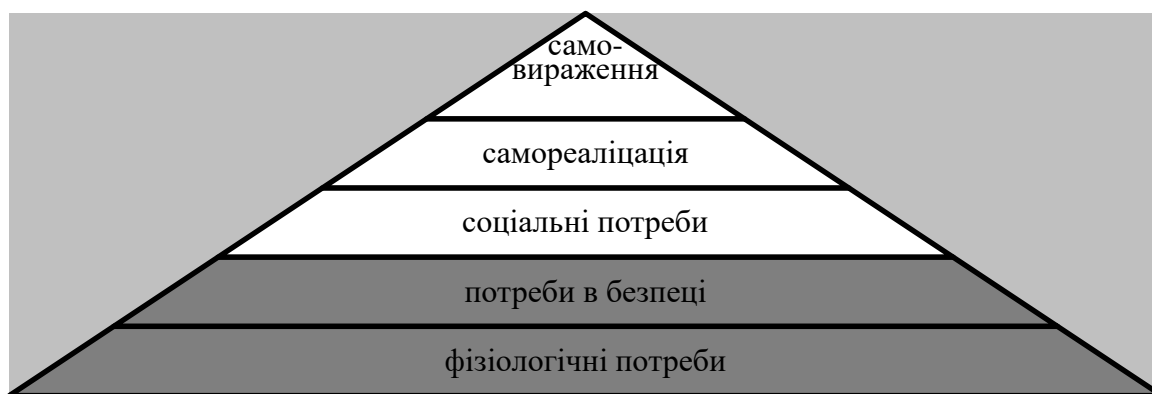 само-
вираження
самореаліцація
соціальні потреби
потреби в безпеці
фізіологічні потреби